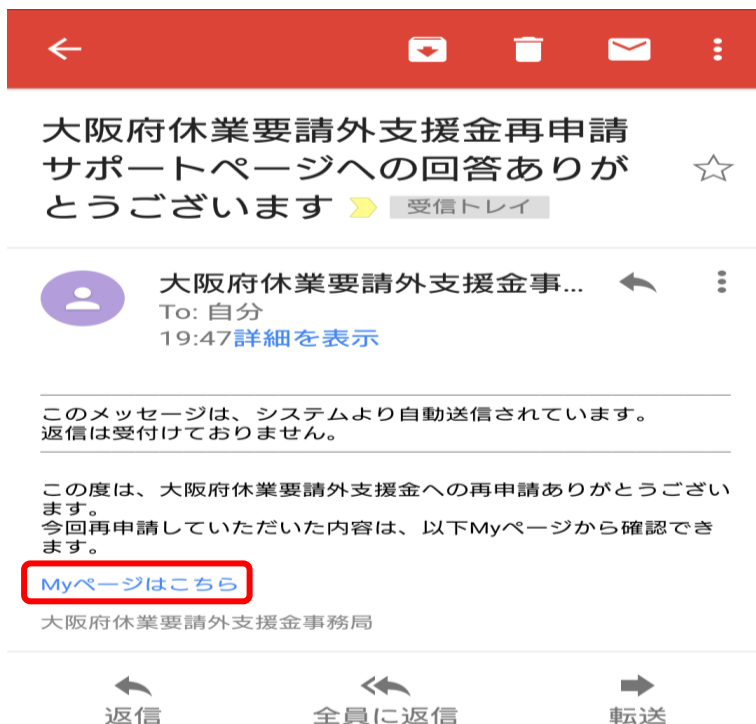 大阪府休業要請外支援金再申請
サポートページへの回答ありが
とうございます 受信トレイ
大阪府休業要請外支援金事...
To: 自分
19:47詳細を表示
このメッセージは、システムより自動送信されています。
返信は受付けておりません。
この度は、大阪府休業要請外支援金への再申請ありがとうござい
ます。
今回再申請していただいた内容は、以下Myページから確認でき
ます。
Myページはこちら
大阪府休業要請外支援金事務局
返信 全員に返信 転送